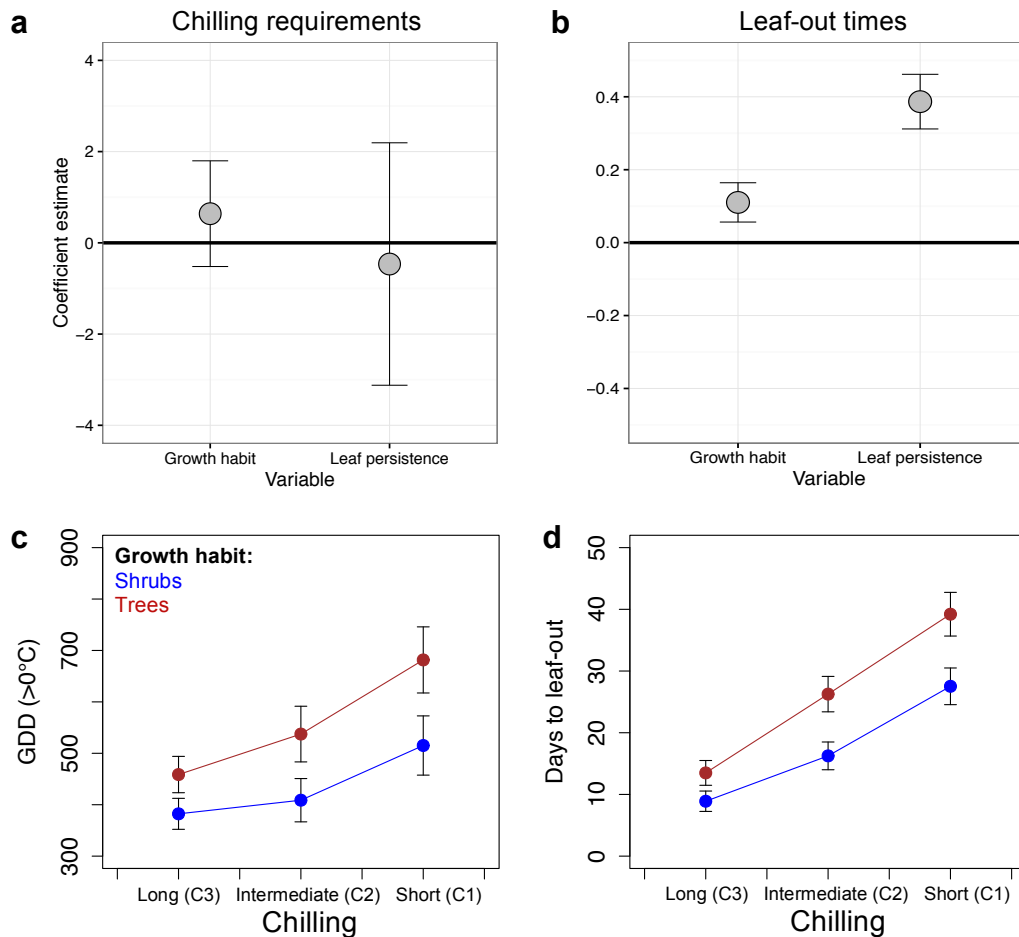 a
Chilling requirements
4
2
0
−2
−4
Coefficient estimate
Growth habit
Leaf persistence
Variable
b
Leaf-out times
0.4
0.2
0.0
−0.2
−0.4
Growth habit
Leaf persistence
Variable
c
Growth habit:
Shrubs
Trees
900
700
500
300
GDD (>0°C)
Long (C3)
Intermediate (C2)
Short (C1)
Chilling
d
50
40
30
20
10
0
Days to leaf-out
Long (C3)
Intermediate (C2)
Short (C1)
Chilling